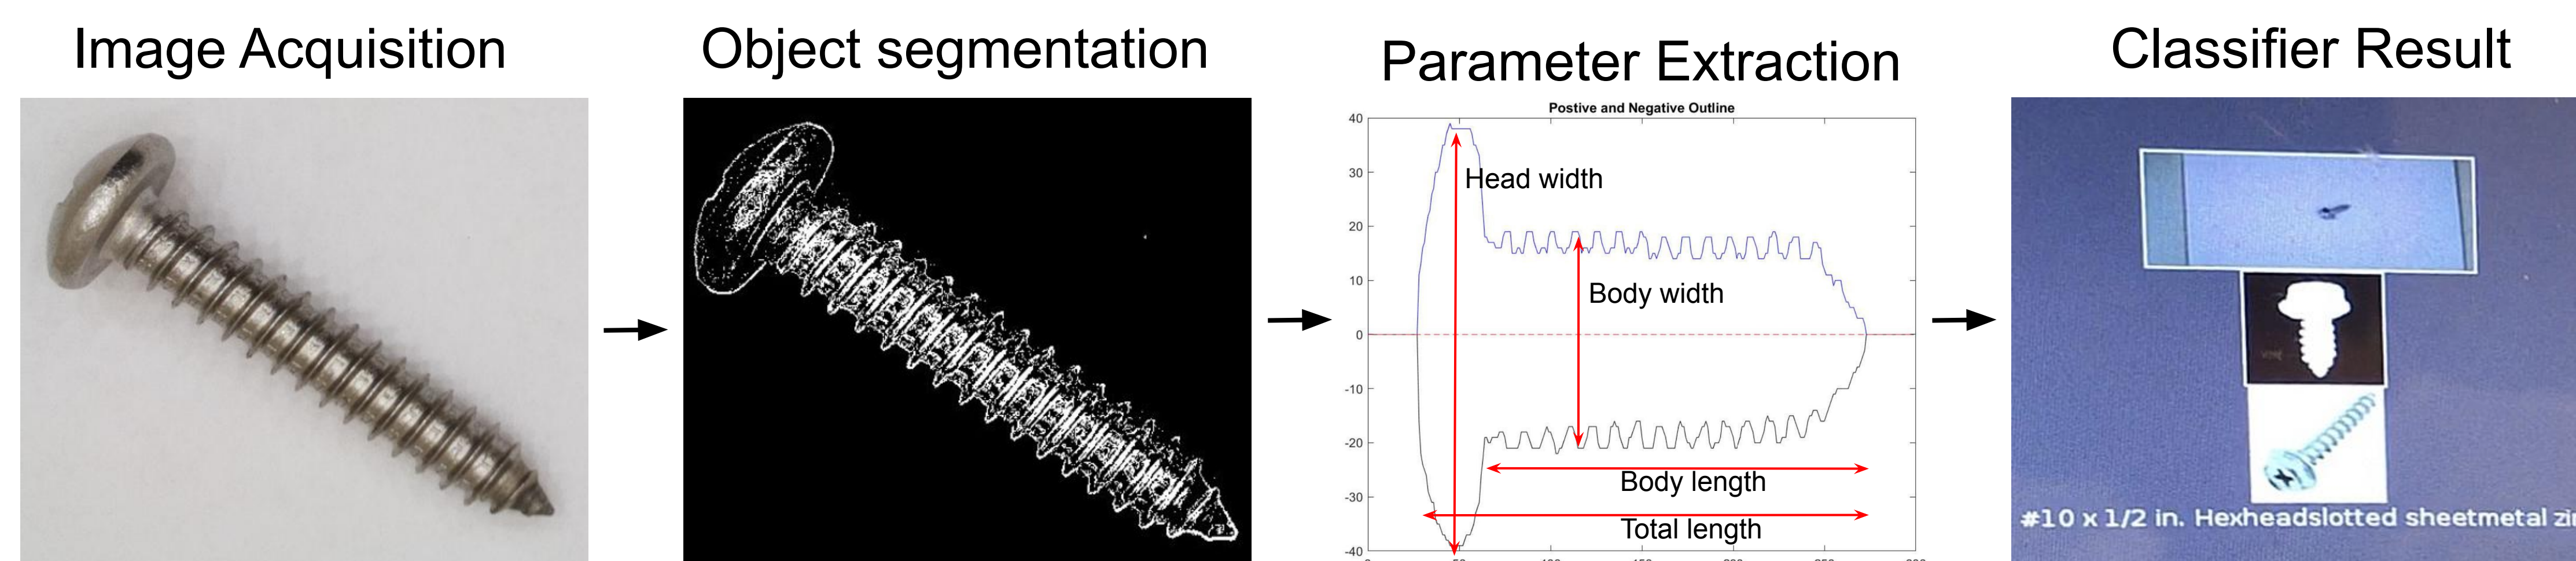 Image Acquisition
Object segmentation
Parameter Extraction
Classifier Result
Postive and Negative Outline
40
30
20
10
0
-10
-20
-30
-40
Head width
Body width
Body length
Total length
#10 x 1/2 in. Hexheadslotted sheetmetal